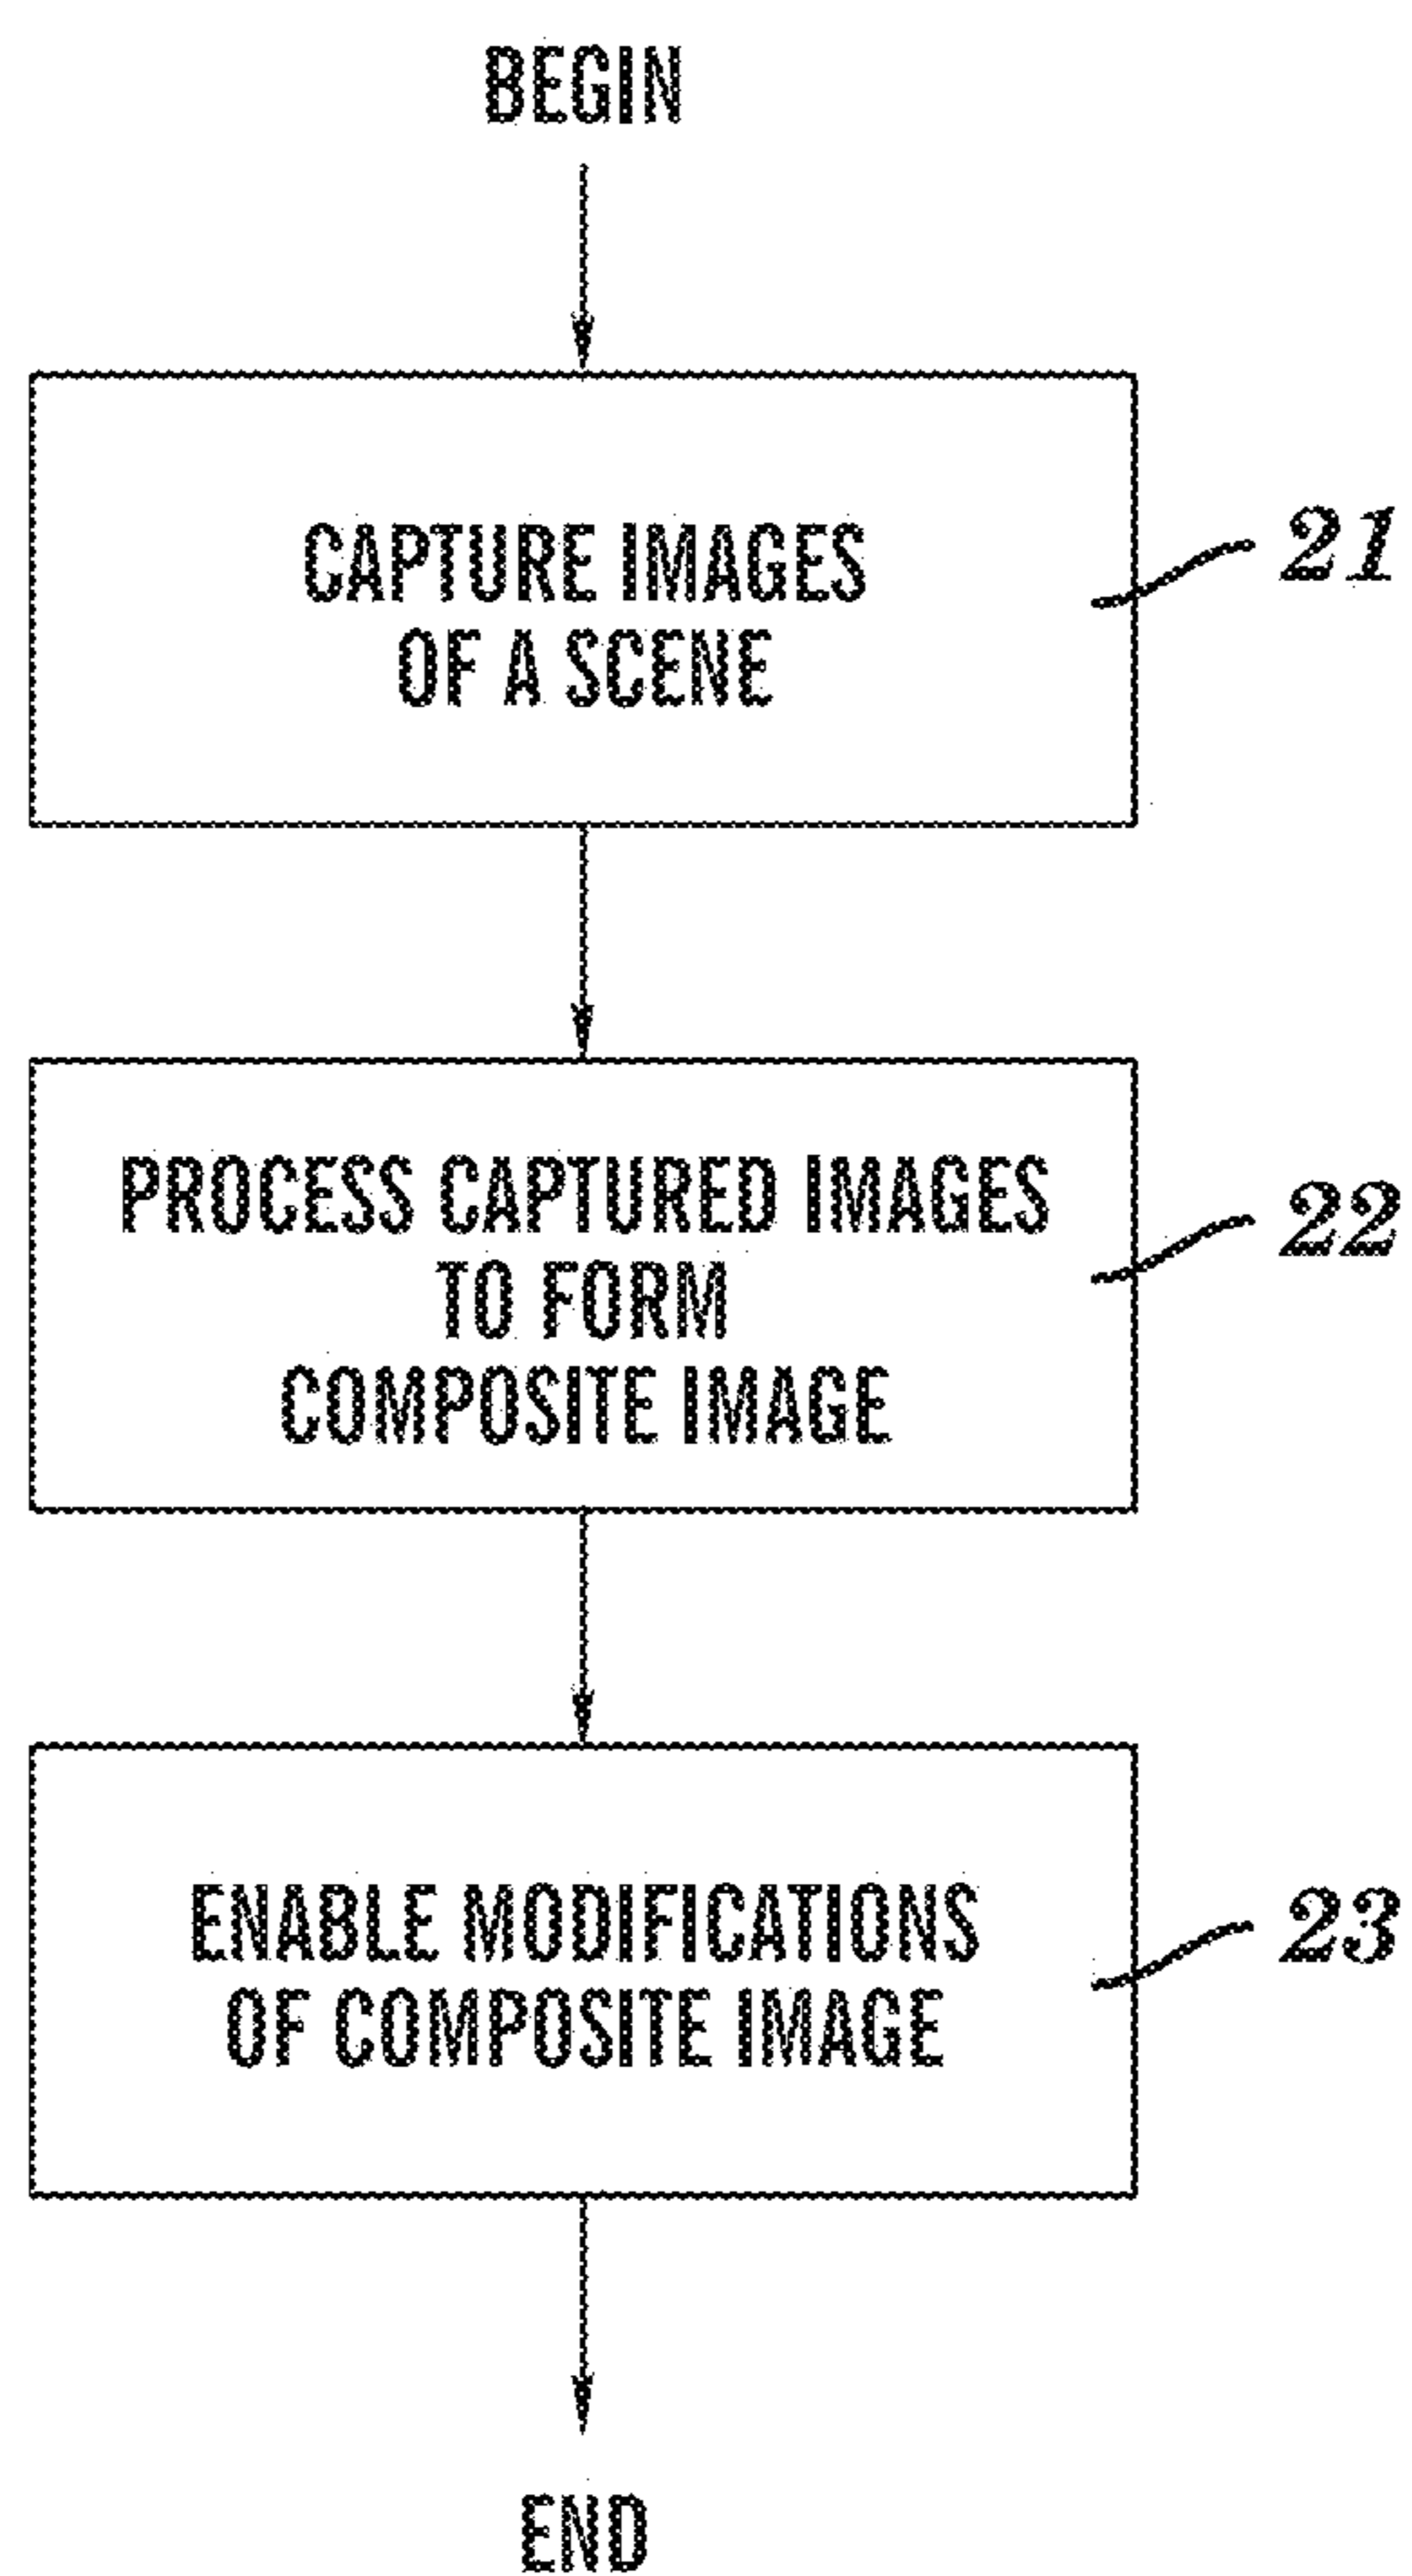 BEGIN
CAPTURE IMAGES
OF A SCENE
21
PROCESS CAPTURED IMAGES
TO FORM
COMPOSITE IMAGE
22
ENABLE MODIFICATIONS
OF COMPOSITE IMAGE
23
END